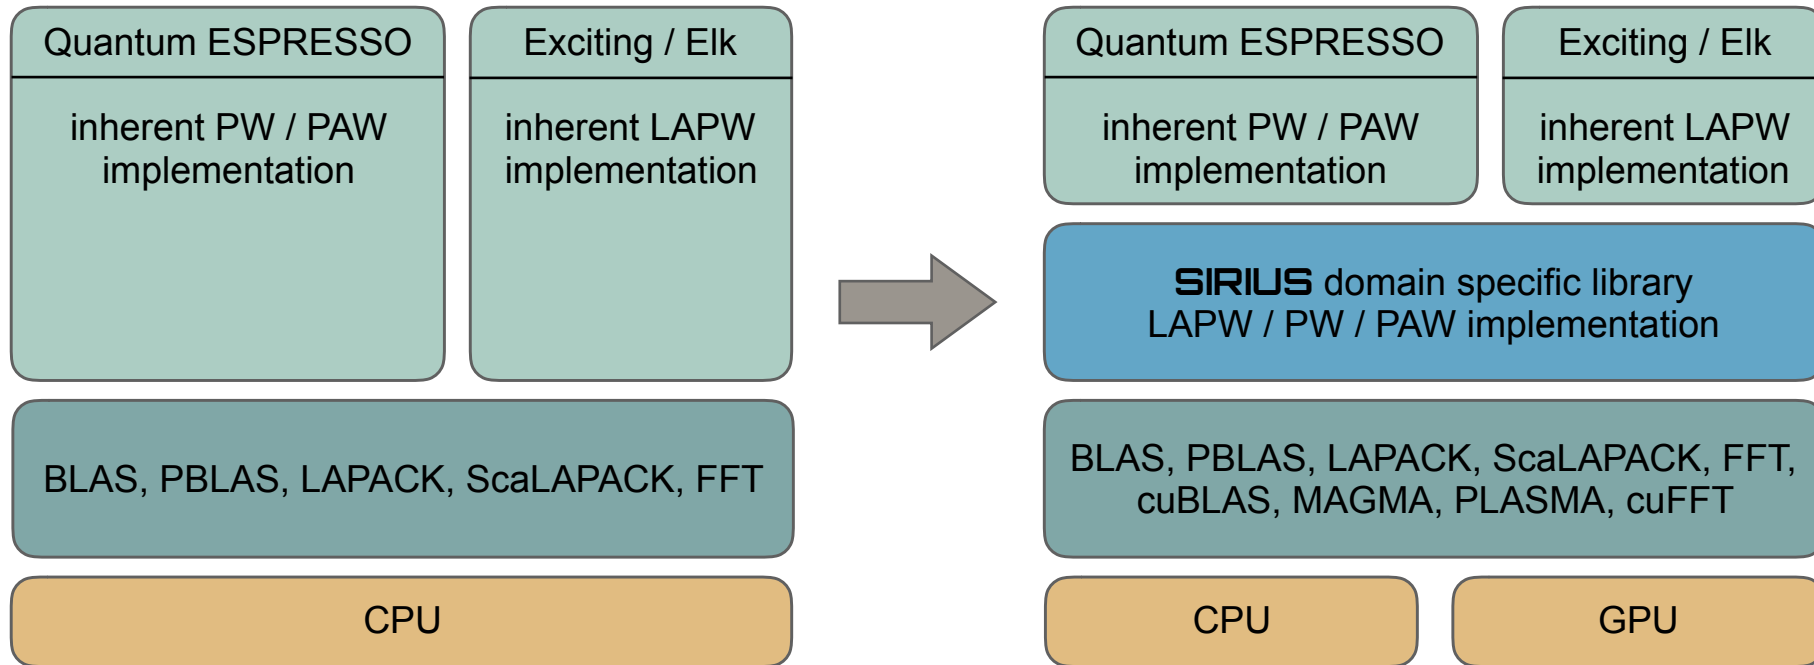 Quantum ESPRESSO
inherent PW / PAW
implementation
Exciting / Elk
inherent LAPW
implementation
BLAS, PBLAS, LAPACK, ScaLAPACK, FFT
CPU
Quantum ESPRESSO
inherent PW / PAW
implementation
Exciting / Elk
inherent LAPW
implementation
SIRIUS domain specific library
LAPW / PW / PAW implementation
BLAS, PBLAS, LAPACK, ScaLAPACK, FFT,
cuBLAS, MAGMA, PLASMA, cuFFT
CPU
GPU